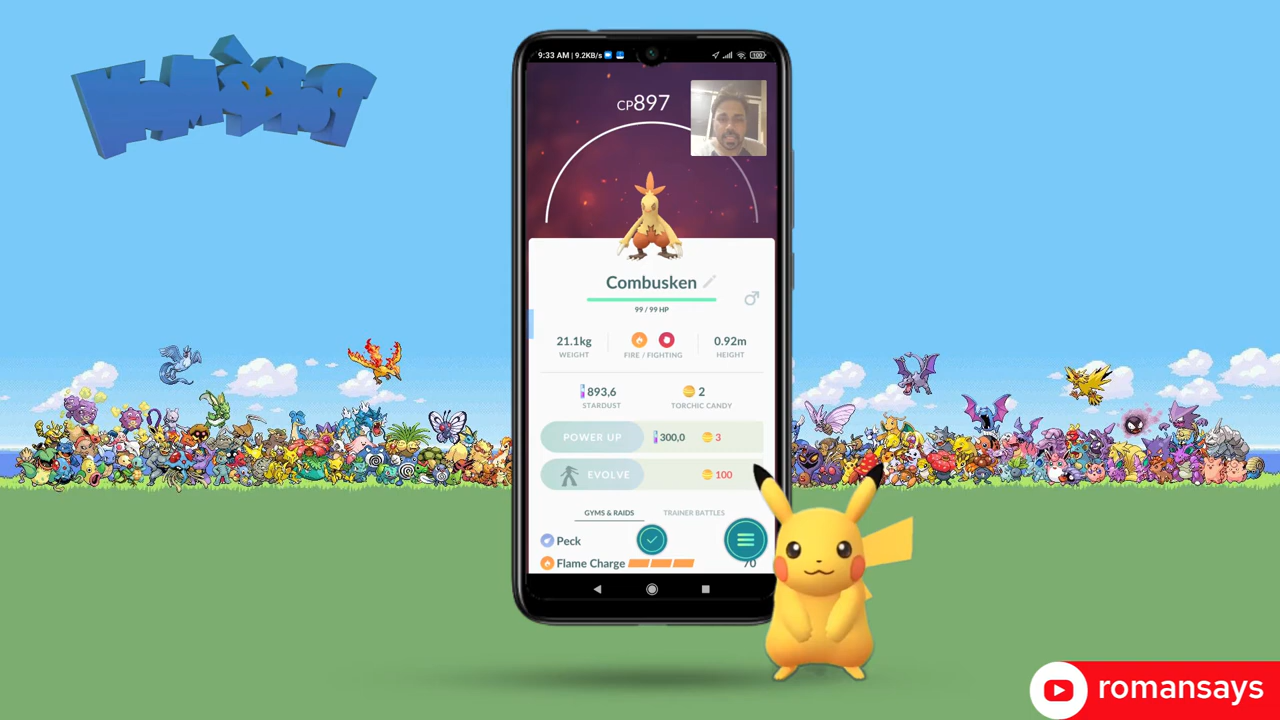 9:33 AM | 9.2KB/s
100
CP897
Combusken
99 / 99 HP
21.1kg
WEIGHT
FIRE / FIGHTING
0.92m
HEIGHT
893,6
STARDUST
2
TORCHIC CANDY
POWER UP
300,0
3
EVOLVE
100
GYMS & RAIDS
TRAINER BATTLES
Peck
Flame Charge
70
romansays